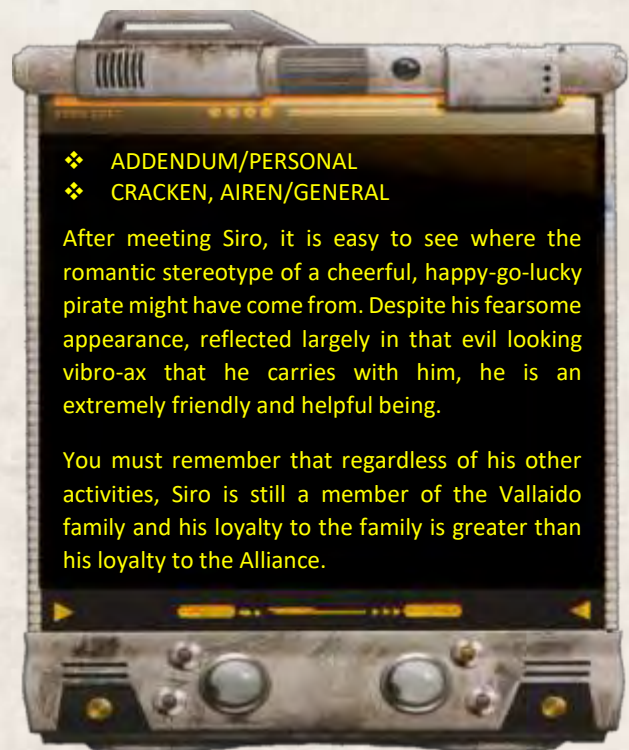 ❖ ADDENDUM/PERSONAL
❖ CRACKEN, AIREN/GENERAL
After meeting Siro, it is easy to see where the
romantic stereotype of a cheerful, happy-go-lucky
pirate might have come from. Despite his fearsome
appearance, reflected largely in that evil looking
vibro-ax that he carries with him, he is an
extremely friendly and helpful being.
You must remember that regardless of his other
activities, Siro is still a member of the Vallaido
family and his loyalty to the family is greater than
his loyalty to the Alliance.